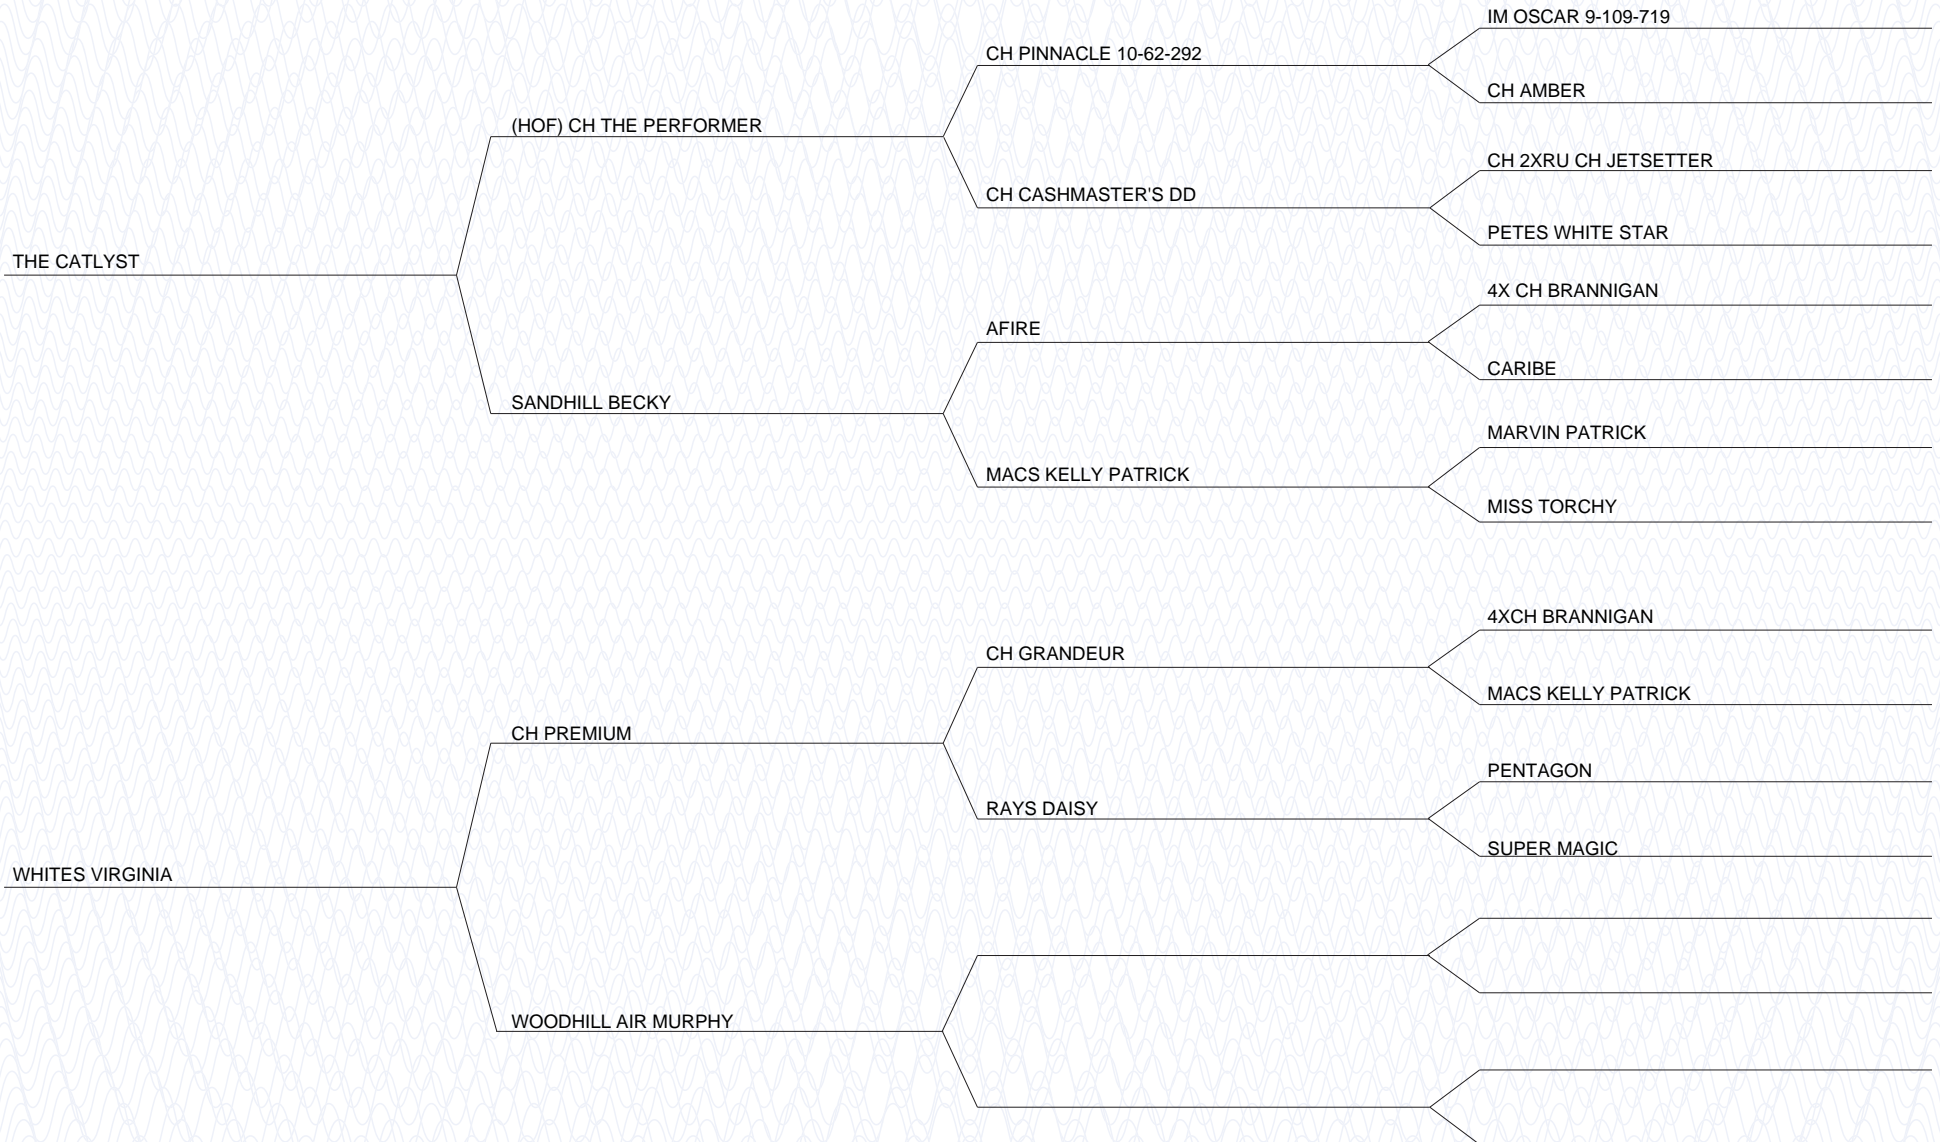 IM OSCAR 9-109-719
CH PINNACLE 10-62-292
CH AMBER
(HOF) CH THE PERFORMER
CH 2XRU CH JETSETTER
CH CASHMASTER'S DD
PETES WHITE STAR
THE CATLYST
4X CH BRANNIGAN
AFIRE
CARIBE
SANDHILL BECKY
MARVIN PATRICK
MACS KELLY PATRICK
MISS TORCHY
4XCH BRANNIGAN
CH GRANDEUR
MACS KELLY PATRICK
CH PREMIUM
PENTAGON
RAYS DAISY
SUPER MAGIC
WHITES VIRGINIA
WOODHILL AIR MURPHY